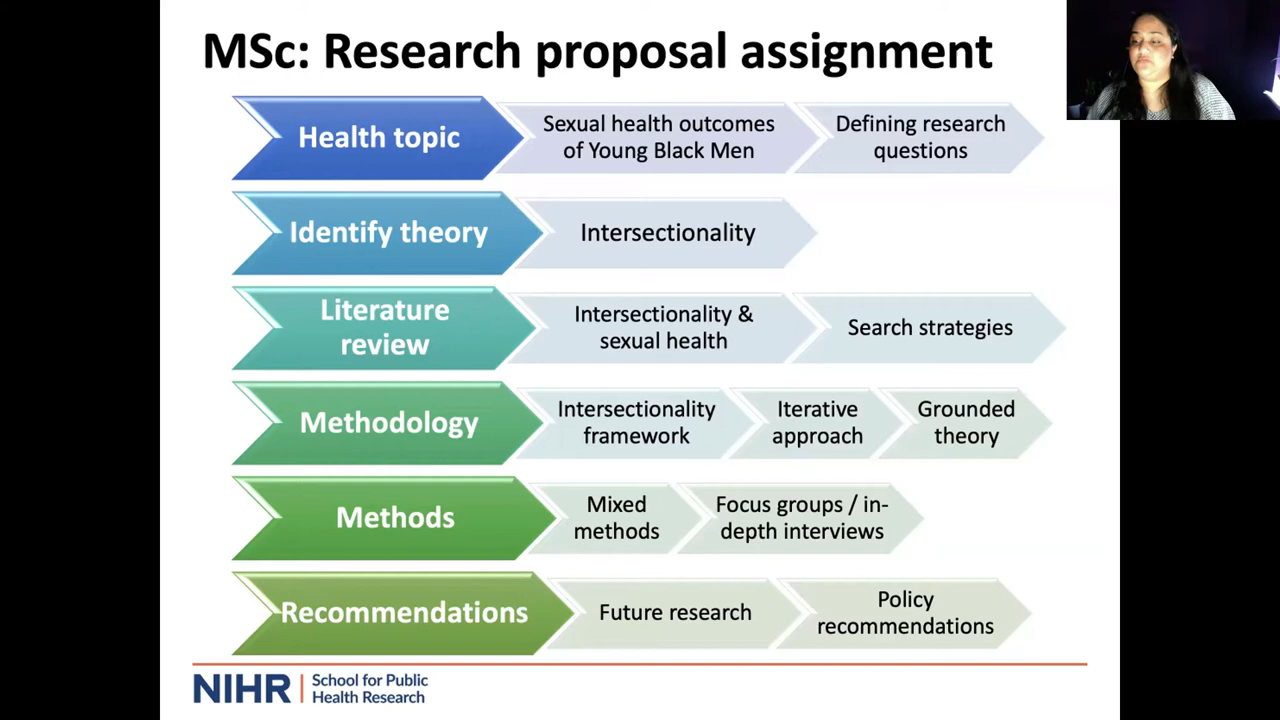 MSc: Research proposal assignment
Health topic
Sexual health outcomes
of Young Black Men
Defining research
questions
Identify theory
Intersectionality
Literature
review
Intersectionality &
sexual health
Search strategies
Methodology
Intersectionality
framework
Iterative
approach
Grounded
theory
Methods
Mixed
methods
Focus groups / in-
depth interviews
Recommendations
Future research
Policy
recommendations
NIHR
School for Public
Health Research